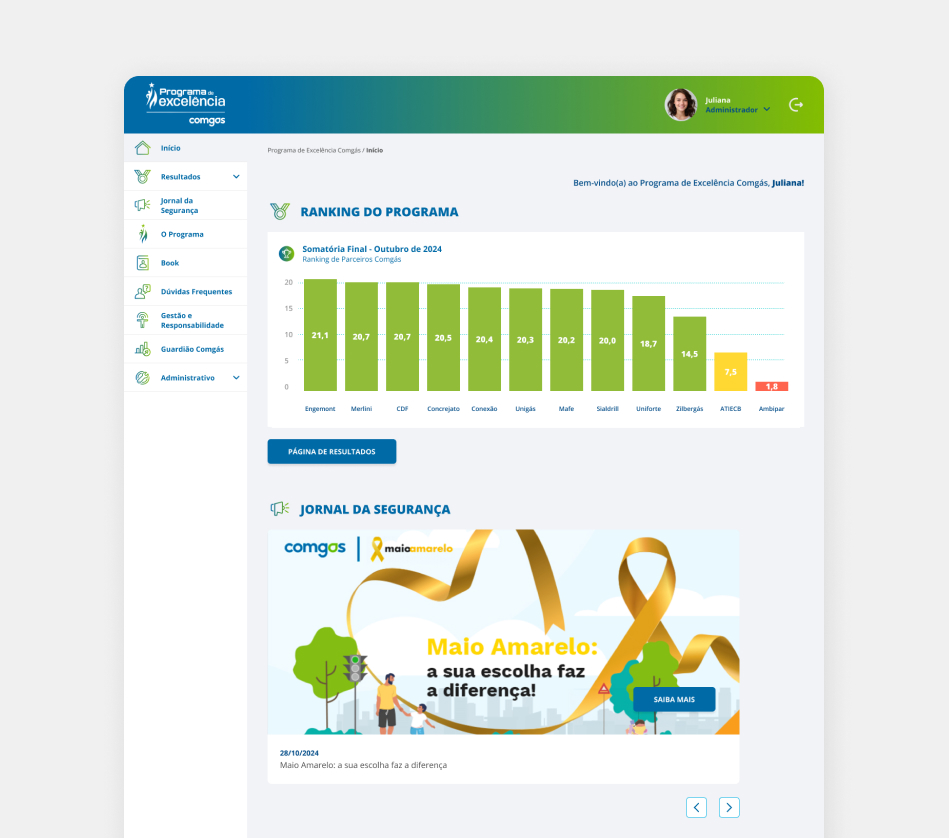 Programa de
excelência
comgas
Juliana
Administrador
Início
Resultados
Jornal da
Segurança
O Programa
Book
Dúvidas Frequentes
Gestão e
Responsabilidade
Guardião Comgás
Administrativo
Programa de Excelência Comgás / Início
Bem-vindo(a) ao Programa de Excelência Comgás, Juliana!
RANKING DO PROGRAMA
Somatória Final - Outubro de 2024
Ranking de Parceiros Comgás
20
15
10
5
0
21,1
20,7
20,7
20,5
20,4
20,3
20,2
20,0
18,7
14,5
7,5
1,8
Engemont
Merlini
CDF
Concrejato
Conexão
Unigás
Mafe
Sialdrill
Uniforte
Zilbergás
ATIECB
Ambipar
PÁGINA DE RESULTADOS
JORNAL DA SEGURANÇA
comgas
maioamarelo
Maio Amarelo:
a sua escolha faz
a diferença!
SAIBA MAIS
28/10/2024
Maio Amarelo: a sua escolha faz a diferença